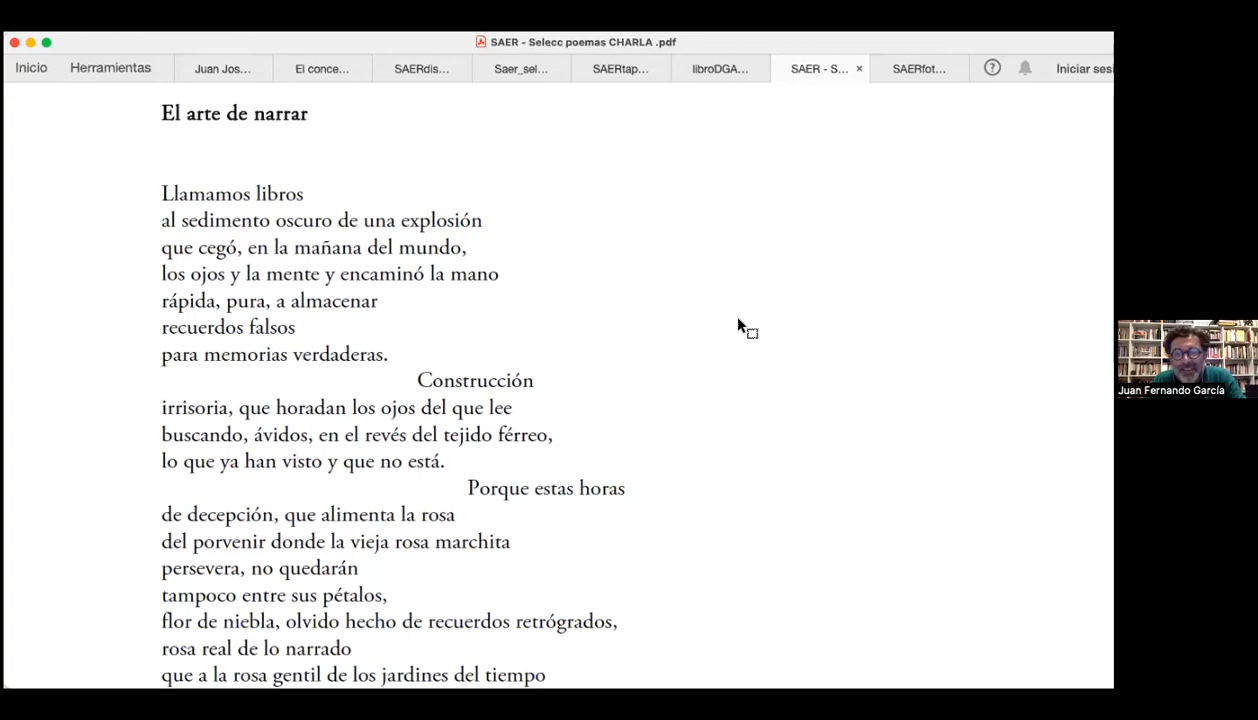 SAER - Selecc poemas CHARLA .pdf
Inicio Herramientas Juan Jos... El conce... SAERdis... Saer_sel... SAERtap... libroDGA... SAER - S... × SAERfot... ? Iniciar sesi
El arte de narrar
Llamamos libros
al sedimento oscuro de una explosión
que cegó, en la mañana del mundo,
los ojos y la mente y encaminó la mano
rápida, pura, a almacenar
recuerdos falsos
para memorias verdaderas.
Construcción
irrisoria, que horadan los ojos del que lee
buscando, ávidos, en el revés del tejido férreo,
lo que ya han visto y que no está.
Porque estas horas
de decepción, que alimenta la rosa
del porvenir donde la vieja rosa marchita
persevera, no quedarán
tampoco entre sus pétalos,
flor de niebla, olvido hecho de recuerdos retrógrados,
rosa real de lo narrado
que a la rosa gentil de los jardines del tiempo
Juan Fernando García